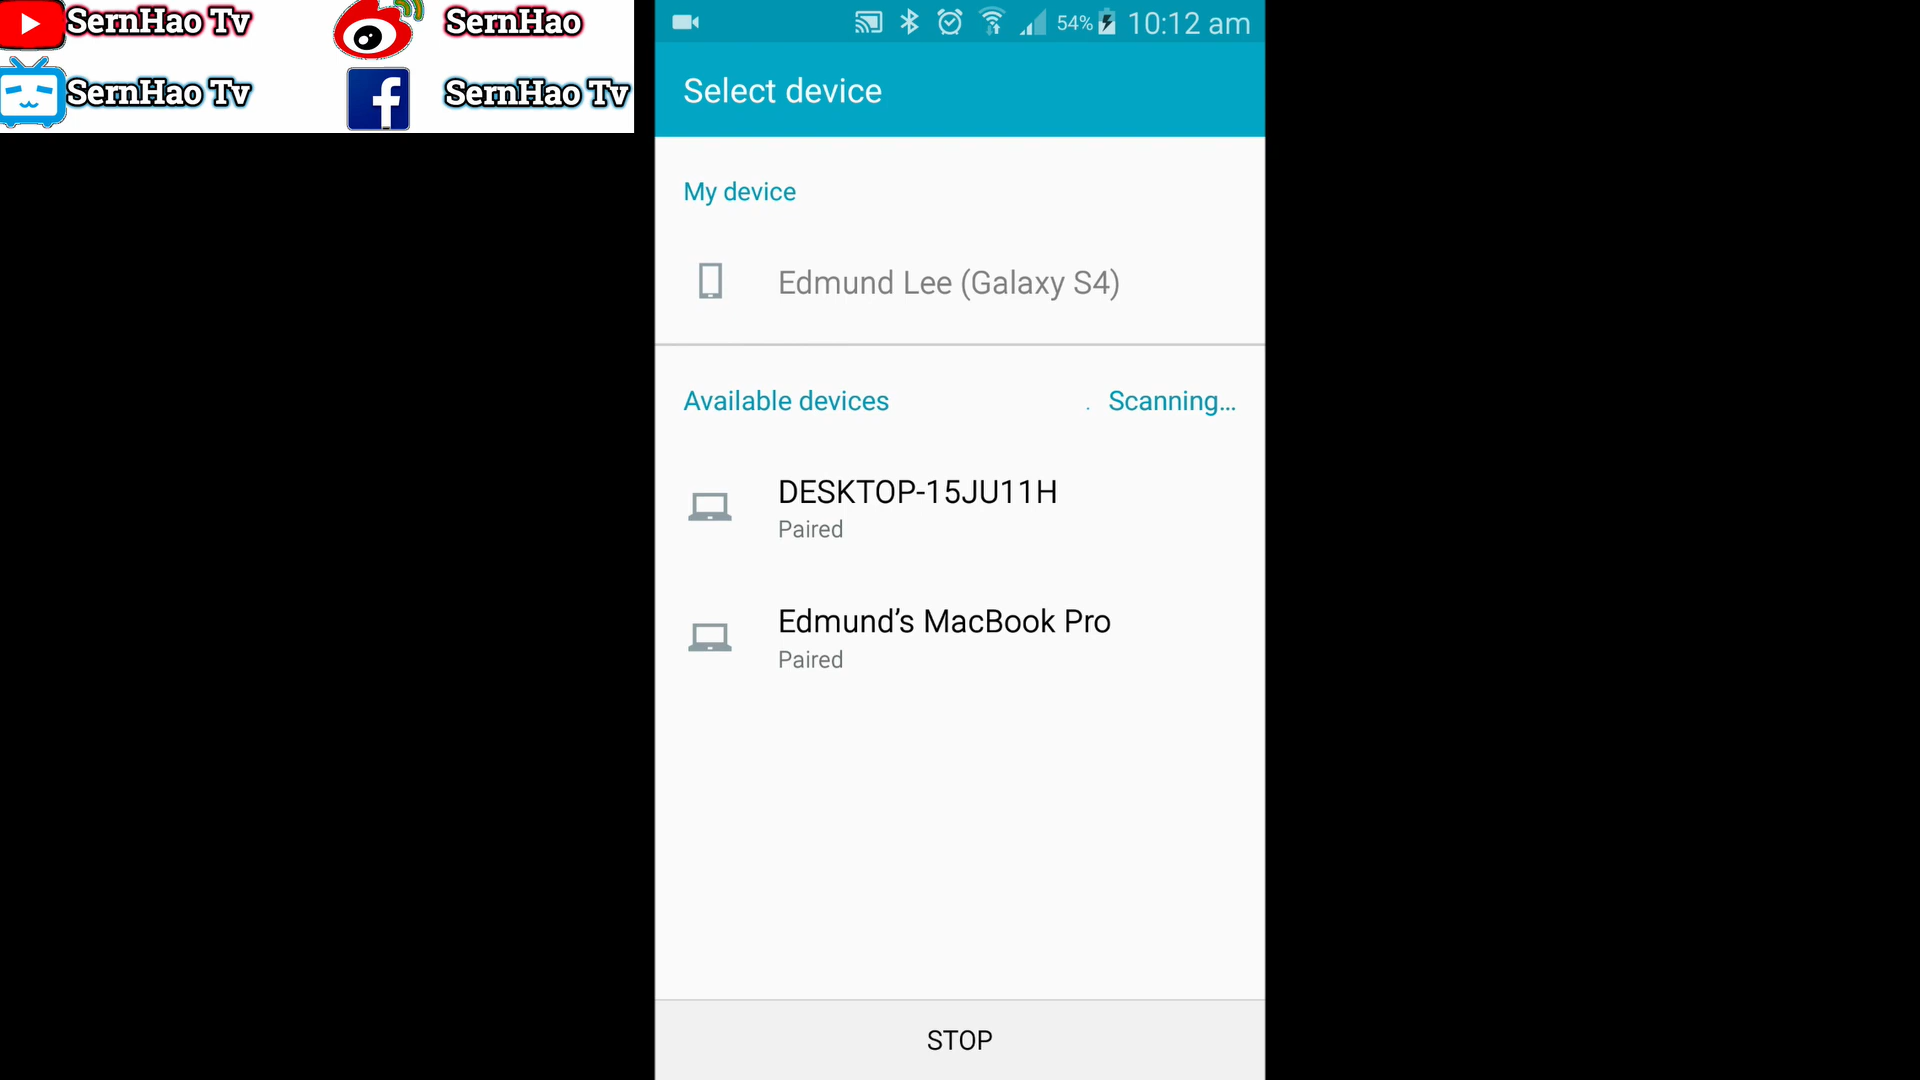 SernHao Tv
SernHao
SernHao Tv
SernHao Tv
54%
10:12 am
Select device
My device
Edmund Lee (Galaxy S4)
Available devices
. Scanning...
DESKTOP-15JU11H
Paired
Edmund’s MacBook Pro
Paired
STOP